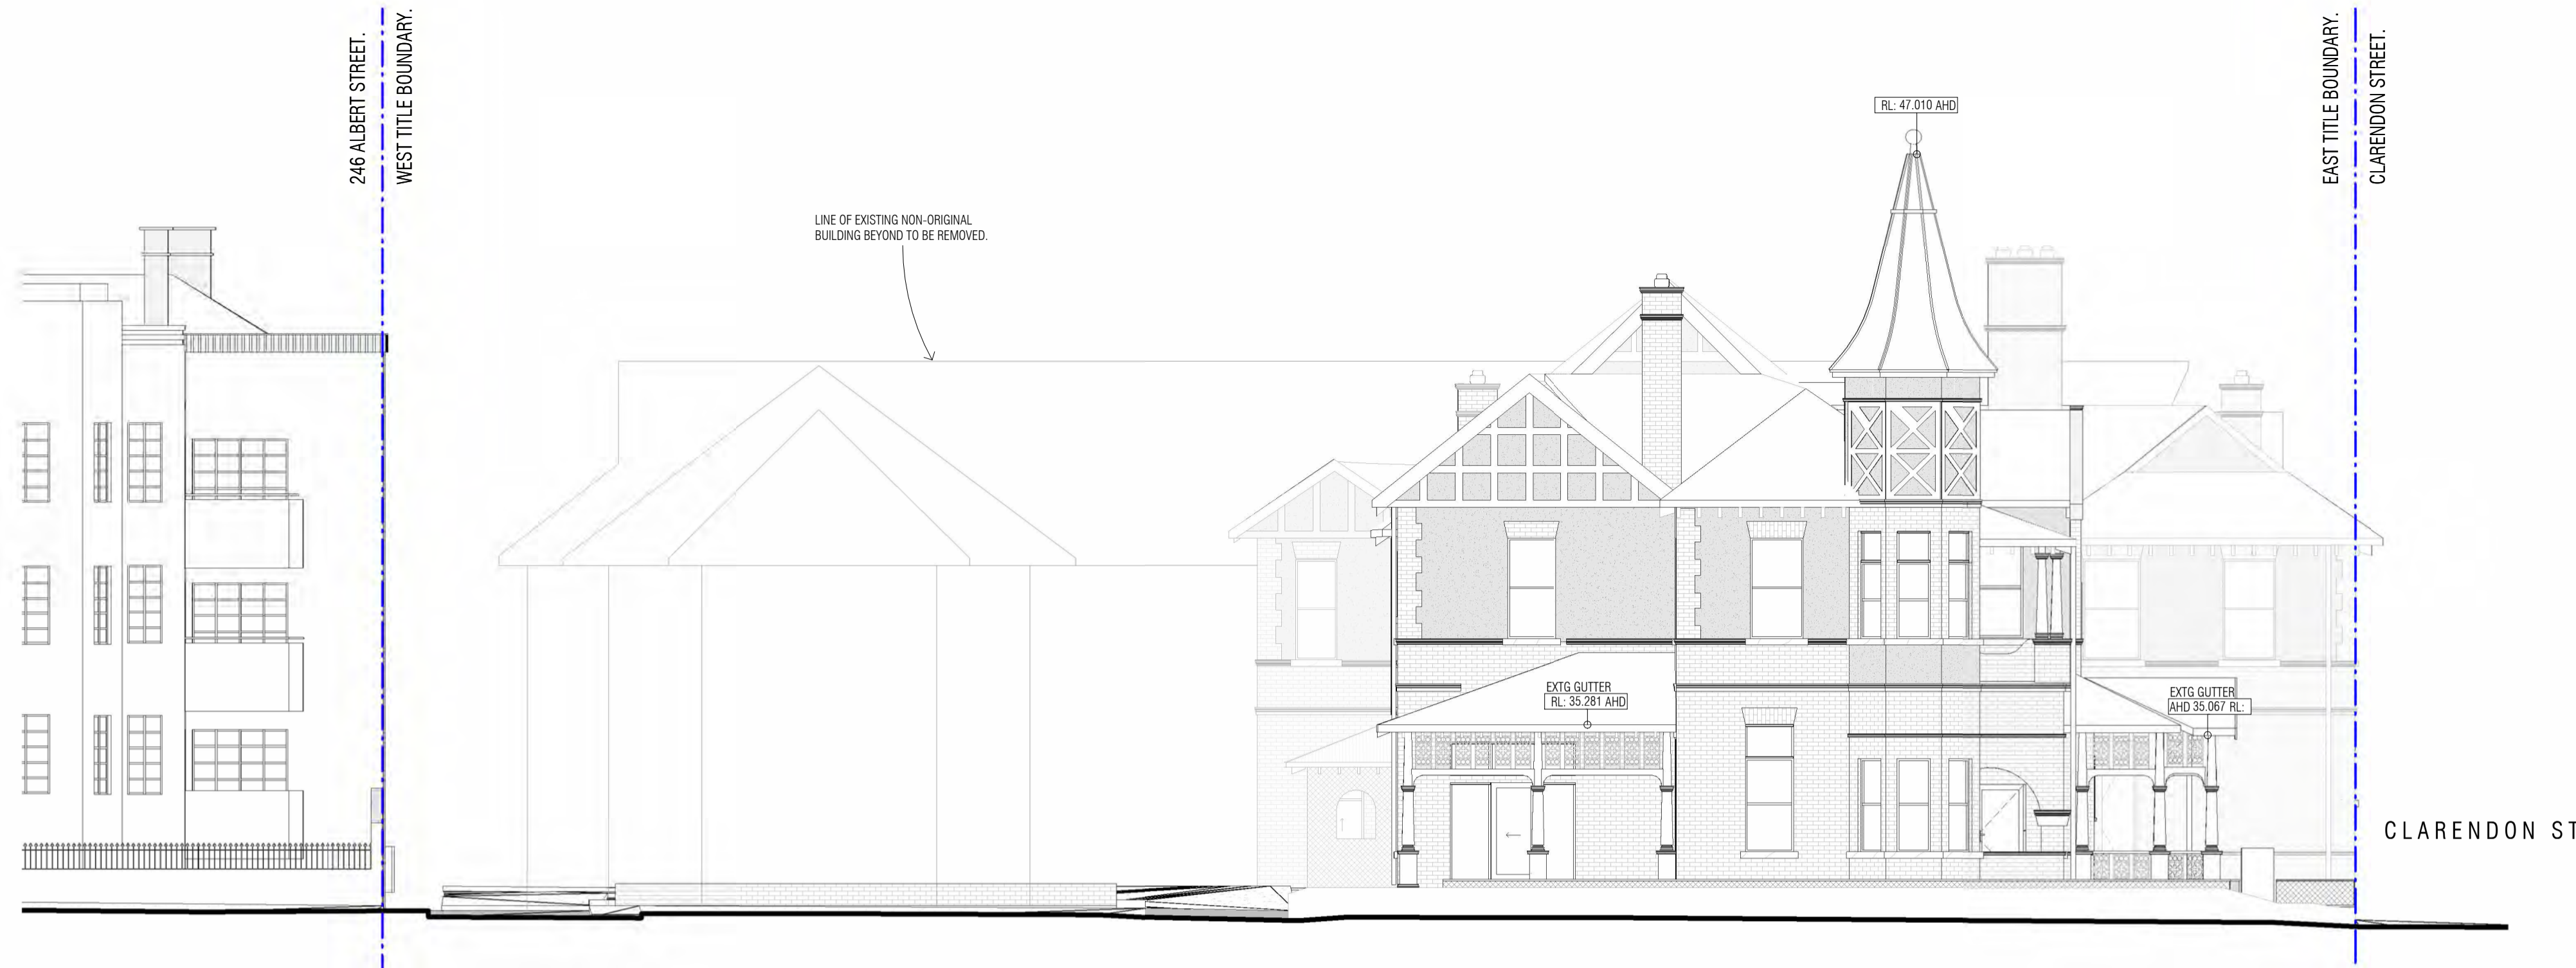 246 ALBERT STREET.
WEST TITLE BOUNDARY.
EAST TITLE BOUNDARY.
CLARENDON STREET.
RL: 47.010 AHD
LINE OF EXISTING NON-ORIGINAL
BUILDING BEYOND TO BE REMOVED.
EXTG GUTTER
RL: 35.281 AHD
EXTG GUTTER
AHD 35.067 RL:
CLARENDON ST